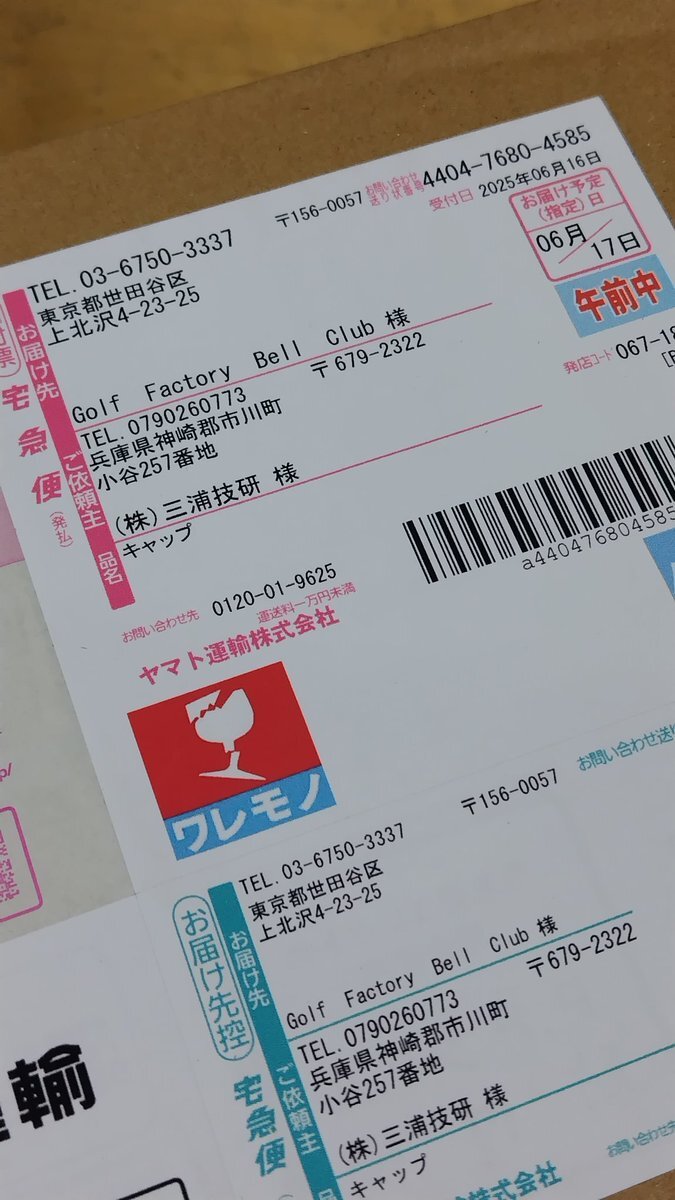 〒156-0057
お問い合わせ
送り状番号
4404-7680-4585
受付日 2025年06月16日
お届け予定
(指定)日
06月
17日
午前中
お届け先
TEL.03-6750-3337
東京都世田谷区
上北沢4-23-25
Golf Factory Bell Club 様
宅急便
(発払)
ご依頼主
〒679-2322
TEL.0790260773
兵庫県神崎郡市川町
小谷257番地
(株)三浦技研 様
発店コード 067-18
品名
キャップ
a440476804585
お問い合わせ先 0120-01-9625
運送料一万円未満
ヤマト運輸株式会社
ワレモノ
お届け先控
宅急便
お届け先
〒156-0057
TEL.03-6750-3337
東京都世田谷区
上北沢4-23-25
Golf Factory Bell Club 様
ご依頼主
〒679-2322
TEL.0790260773
兵庫県神崎郡市川町
小谷257番地
(株)三浦技研 様
キャップ
輸